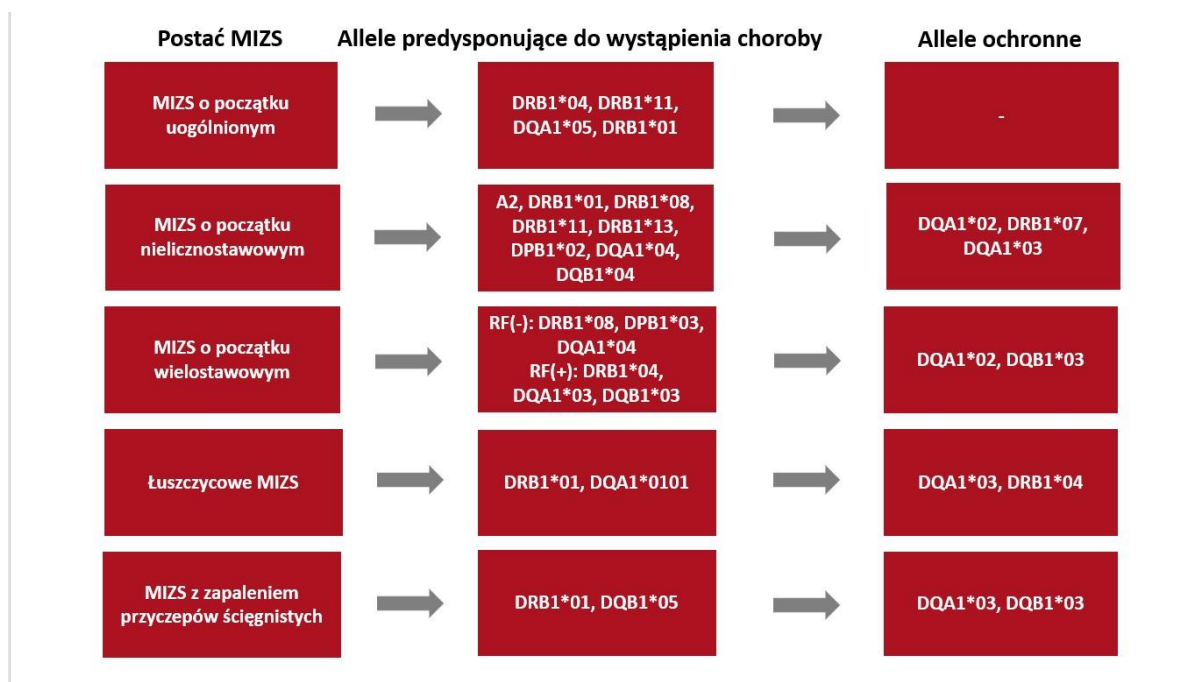 Postać MIZS
Allele predysponujące do wystąpienia choroby
Allele ochronne
MIZS o początku
uogólnionym
DRB1*04, DRB1*11,
DQA1*05, DRB1*01
-
MIZS o początku
nielicznostawowym
A2, DRB1*01, DRB1*08,
DRB1*11, DRB1*13,
DPB1*02, DQA1*04,
DQB1*04
DQA1*02, DRB1*07,
DQA1*03
MIZS o początku
wielostawowym
RF(-): DRB1*08, DPB1*03,
DQA1*04
RF(+): DRB1*04,
DQA1*03, DQB1*03
DQA1*02, DQB1*03
Łuszczycowe MIZS
DRB1*01, DQA1*0101
DQA1*03, DRB1*04
MIZS z zapaleniem
przyczepów ścięgnistych
DRB1*01, DQB1*05
DQA1*03, DQB1*03